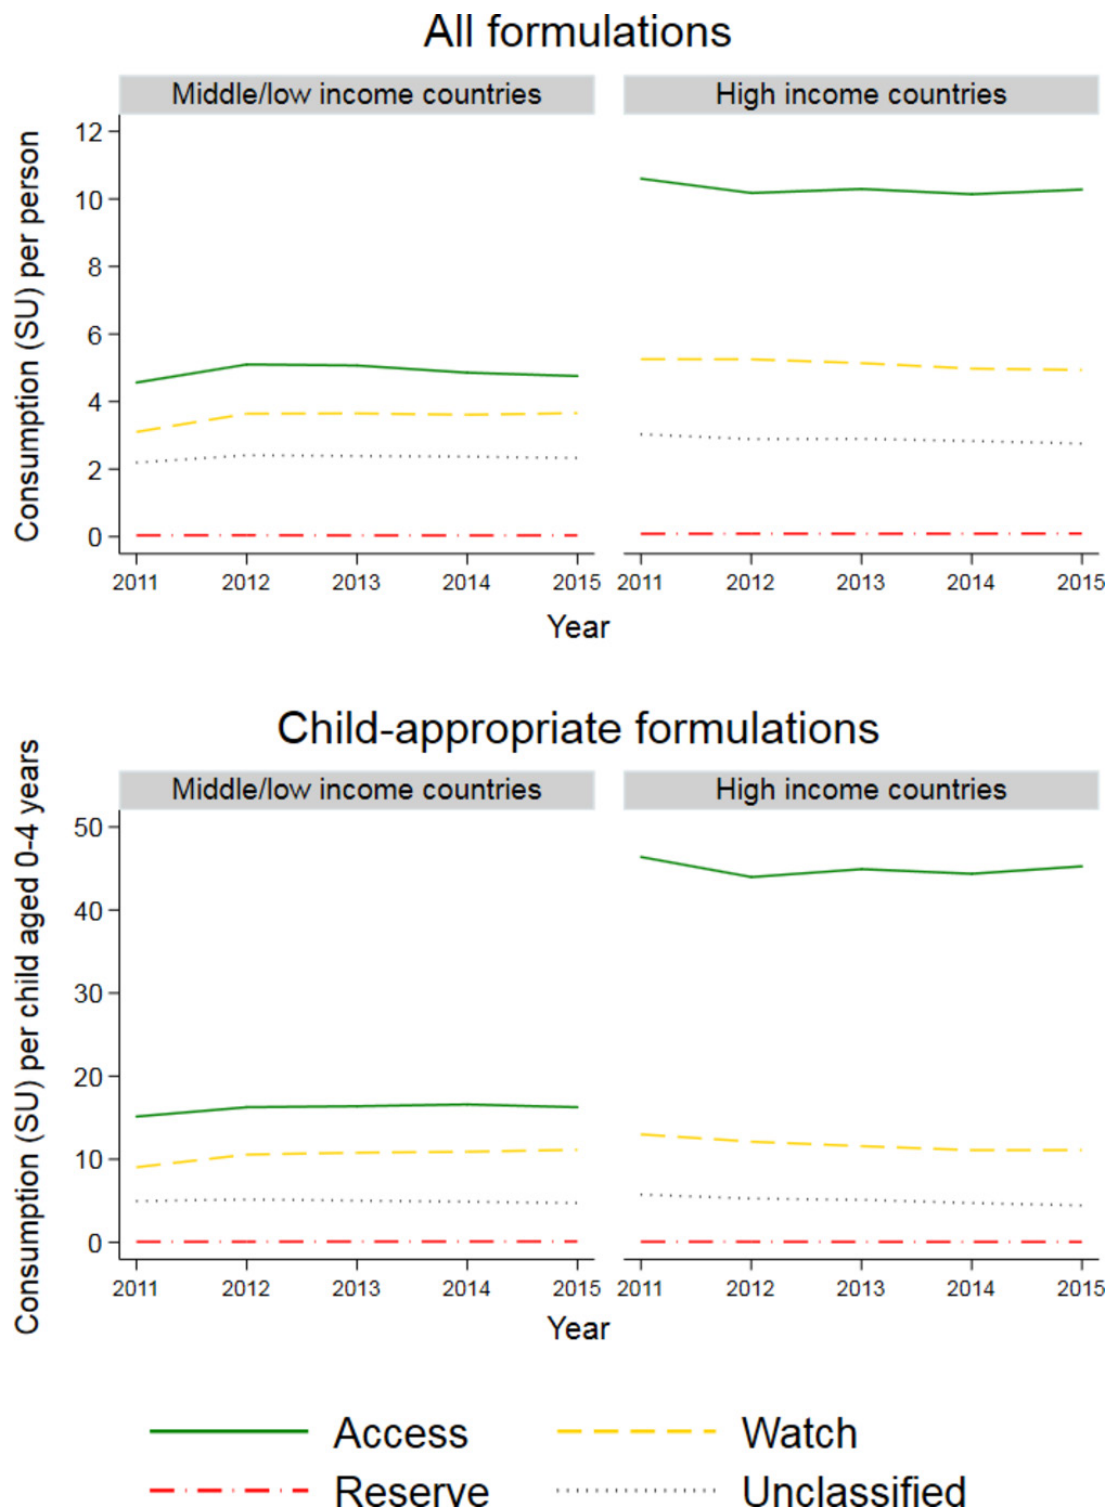 All formulations
Middle/low income countries
High income countries
Consumption (SU) per person
12
10
8
6
4
2
0
2011 2012 2013 2014 2015
2011 2012 2013 2014 2015
Year
Child-appropriate formulations
Middle/low income countries
High income countries
Consumption (SU) per child aged 0-4 years
50
40
30
20
10
0
2011 2012 2013 2014 2015
2011 2012 2013 2014 2015
Year
Access
Watch
Reserve
Unclassified